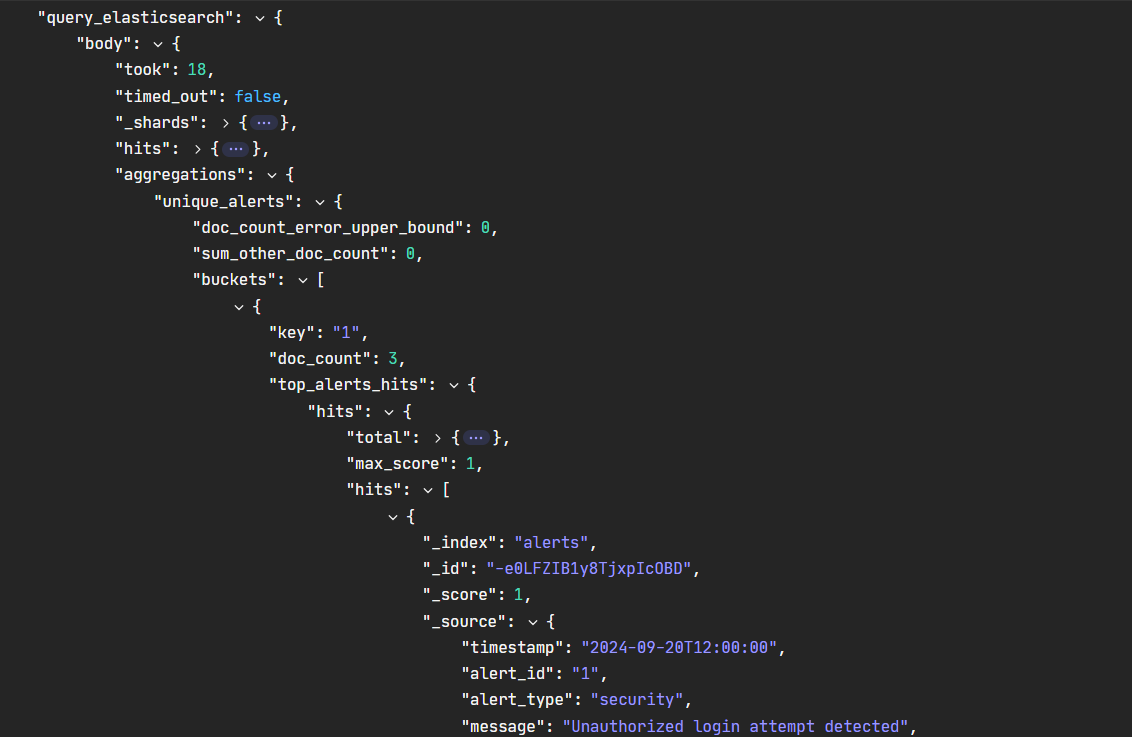 "query_elasticsearch": {
"body": {
"took": 18,
"timed_out": false,
"_shards": {...},
"hits": {...},
"aggregations": {
"unique_alerts": {
"doc_count_error_upper_bound": 0,
"sum_other_doc_count": 0,
"buckets": [
{
"key": "1",
"doc_count": 3,
"top_alerts_hits": {
"hits": {
"total": {...},
"max_score": 1,
"hits": [
{
"_index": "alerts",
"_id": "-e0LFZIB1y8TjxpIcOBD",
"_score": 1,
"_source": {
"timestamp": "2024-09-20T12:00:00",
"alert_id": "1",
"alert_type": "security",
"message": "Unauthorized login attempt detected",